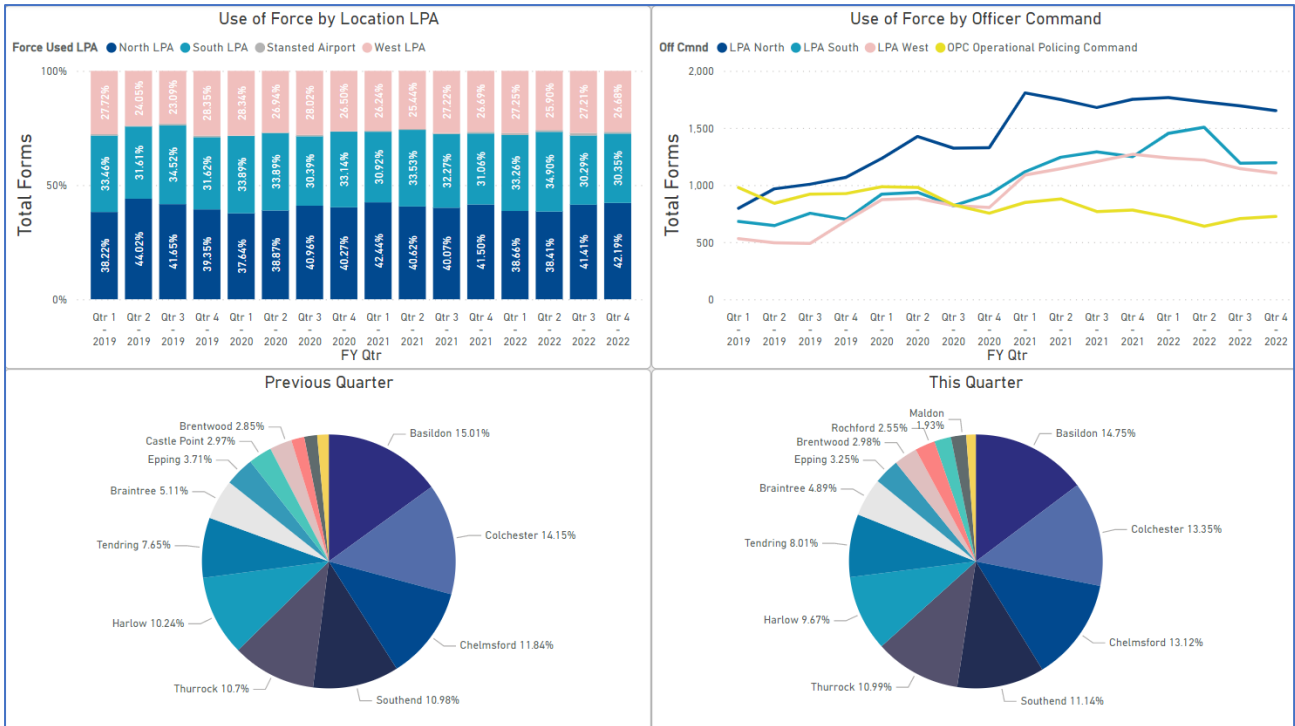 Use of Force by Location LPA
Force Used LPA North LPA South LPA Stansted Airport West LPA
Total Forms
100%
50%
0%
27.72% 24.05% 23.09% 28.35% 28.34% 26.94% 28.02% 26.50% 26.24% 25.44% 27.22% 26.69% 27.25% 25.90% 27.21% 26.68%
33.46% 31.61% 34.52% 31.62% 33.89% 33.89% 30.39% 33.14% 30.92% 33.53% 32.27% 31.06% 33.24% 34.90% 30.29% 30.35%
38.22% 44.02% 41.65% 39.35% 37.64% 38.87% 40.96% 40.27% 42.44% 40.62% 40.07% 41.50% 38.66% 38.41% 41.41% 42.19%
Qtr 1 Qtr 2 Qtr 3 Qtr 4 Qtr 1 Qtr 2 Qtr 3 Qtr 4 Qtr 1 Qtr 2 Qtr 3 Qtr 4 Qtr 1 Qtr 2 Qtr 3 Qtr 4
- - - - - - - - - - - - - - - -
2019 2019 2019 2019 2020 2020 2020 2020 2021 2021 2021 2021 2022 2022 2022 2022
FY Qtr
Use of Force by Officer Command
Off Cmnd LPA North LPA South LPA West OPC Operational Policing Command
Total Forms
2,000
1,500
1,000
500
0
Qtr 1 Qtr 2 Qtr 3 Qtr 4 Qtr 1 Qtr 2 Qtr 3 Qtr 4 Qtr 1 Qtr 2 Qtr 3 Qtr 4 Qtr 1 Qtr 2 Qtr 3 Qtr 4
- - - - - - - - - - - - - - - -
2019 2019 2019 2019 2020 2020 2020 2020 2021 2021 2021 2021 2022 2022 2022 2022
FY Qtr
Previous Quarter
Brentwood 2.85%
Castle Point 2.97%
Epping 3.71%
Braintree 5.11%
Tendring 7.65%
Harlow 10.24%
Thurrock 10.7%
Basildon 15.01%
Colchester 14.15%
Chelmsford 11.84%
Southend 10.98%
This Quarter
Maldon
1.93%
Rochford 2.55%
Brentwood 2.98%
Epping 3.25%
Braintree 4.89%
Tendring 8.01%
Harlow 9.67%
Thurrock 10.99%
Basildon 14.75%
Colchester 13.35%
Chelmsford 13.12%
Southend 11.14%